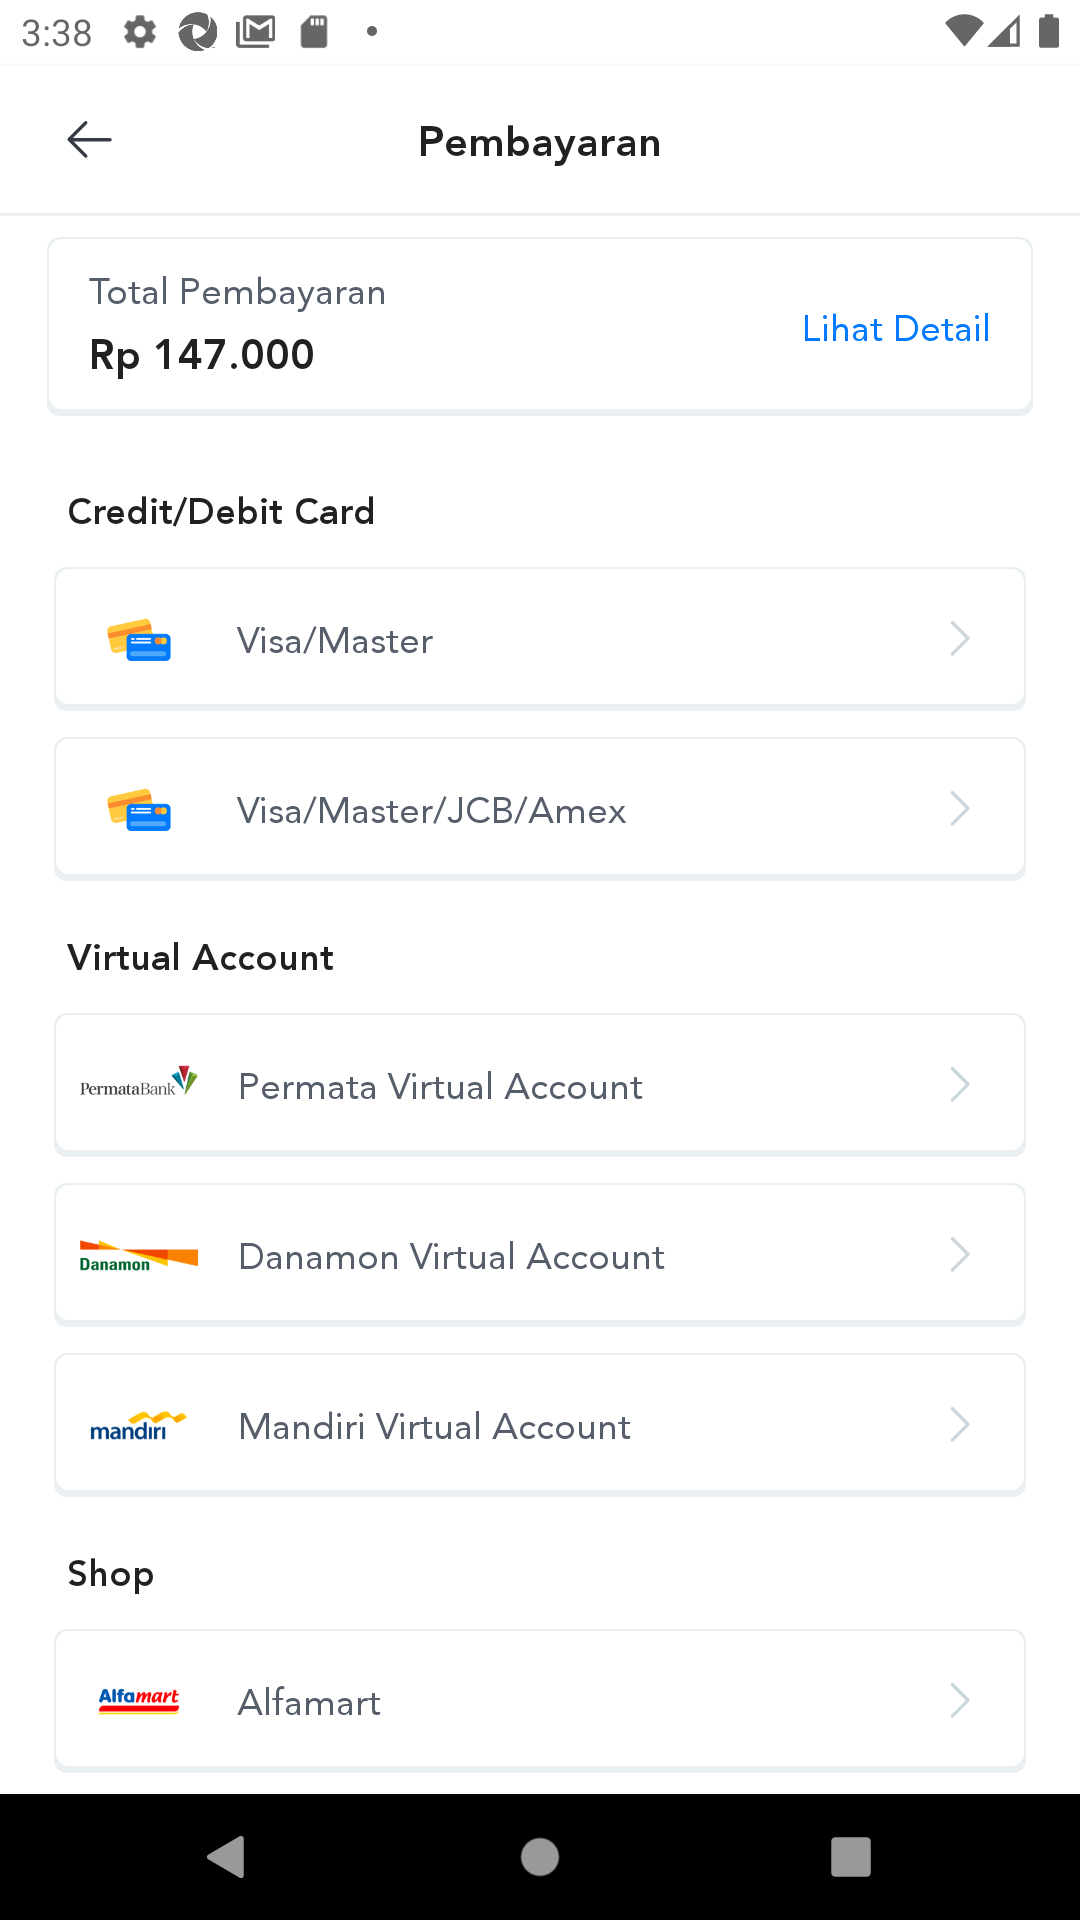 3:38
Pembayaran
Total Pembayaran
Rp 147.000
Lihat Detail
Credit/Debit Card
Visa/Master
Visa/Master/JCB/Amex
Virtual Account
PermataBank
Permata Virtual Account
Danamon
Danamon Virtual Account
mandiri
Mandiri Virtual Account
Shop
Alfamart
Alfamart